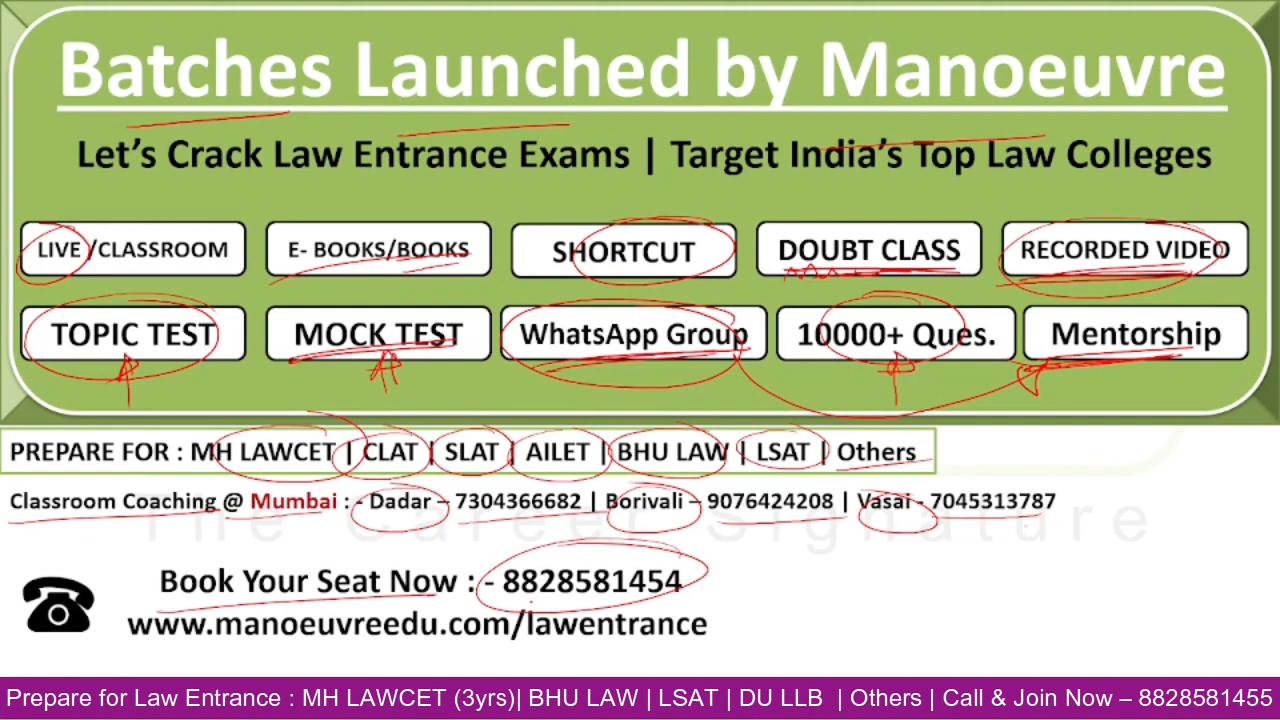 Batches Launched by Manoeuvre
Let's Crack Law Entrance Exams | Target India's Top Law Colleges
LIVE /CLASSROOM E- BOOKS/BOOKS SHORTCUT DOUBT CLASS RECORDED VIDEO
TOPIC TEST MOCK TEST WhatsApp Group 10000+ Ques. Mentorship
PREPARE FOR : MH LAWCET | CLAT | SLAT | AILET | BHU LAW | LSAT | Others
Classroom Coaching @ Mumbai : - Dadar – 7304366682 | Borivali – 9076424208 | Vasai - 7045313787
The Career Signature
Book Your Seat Now : - 8828581454
www.manoeuvreedu.com/lawentrance
Prepare for Law Entrance : MH LAWCET (3yrs)| BHU LAW | LSAT | DU LLB | Others | Call & Join Now – 8828581455